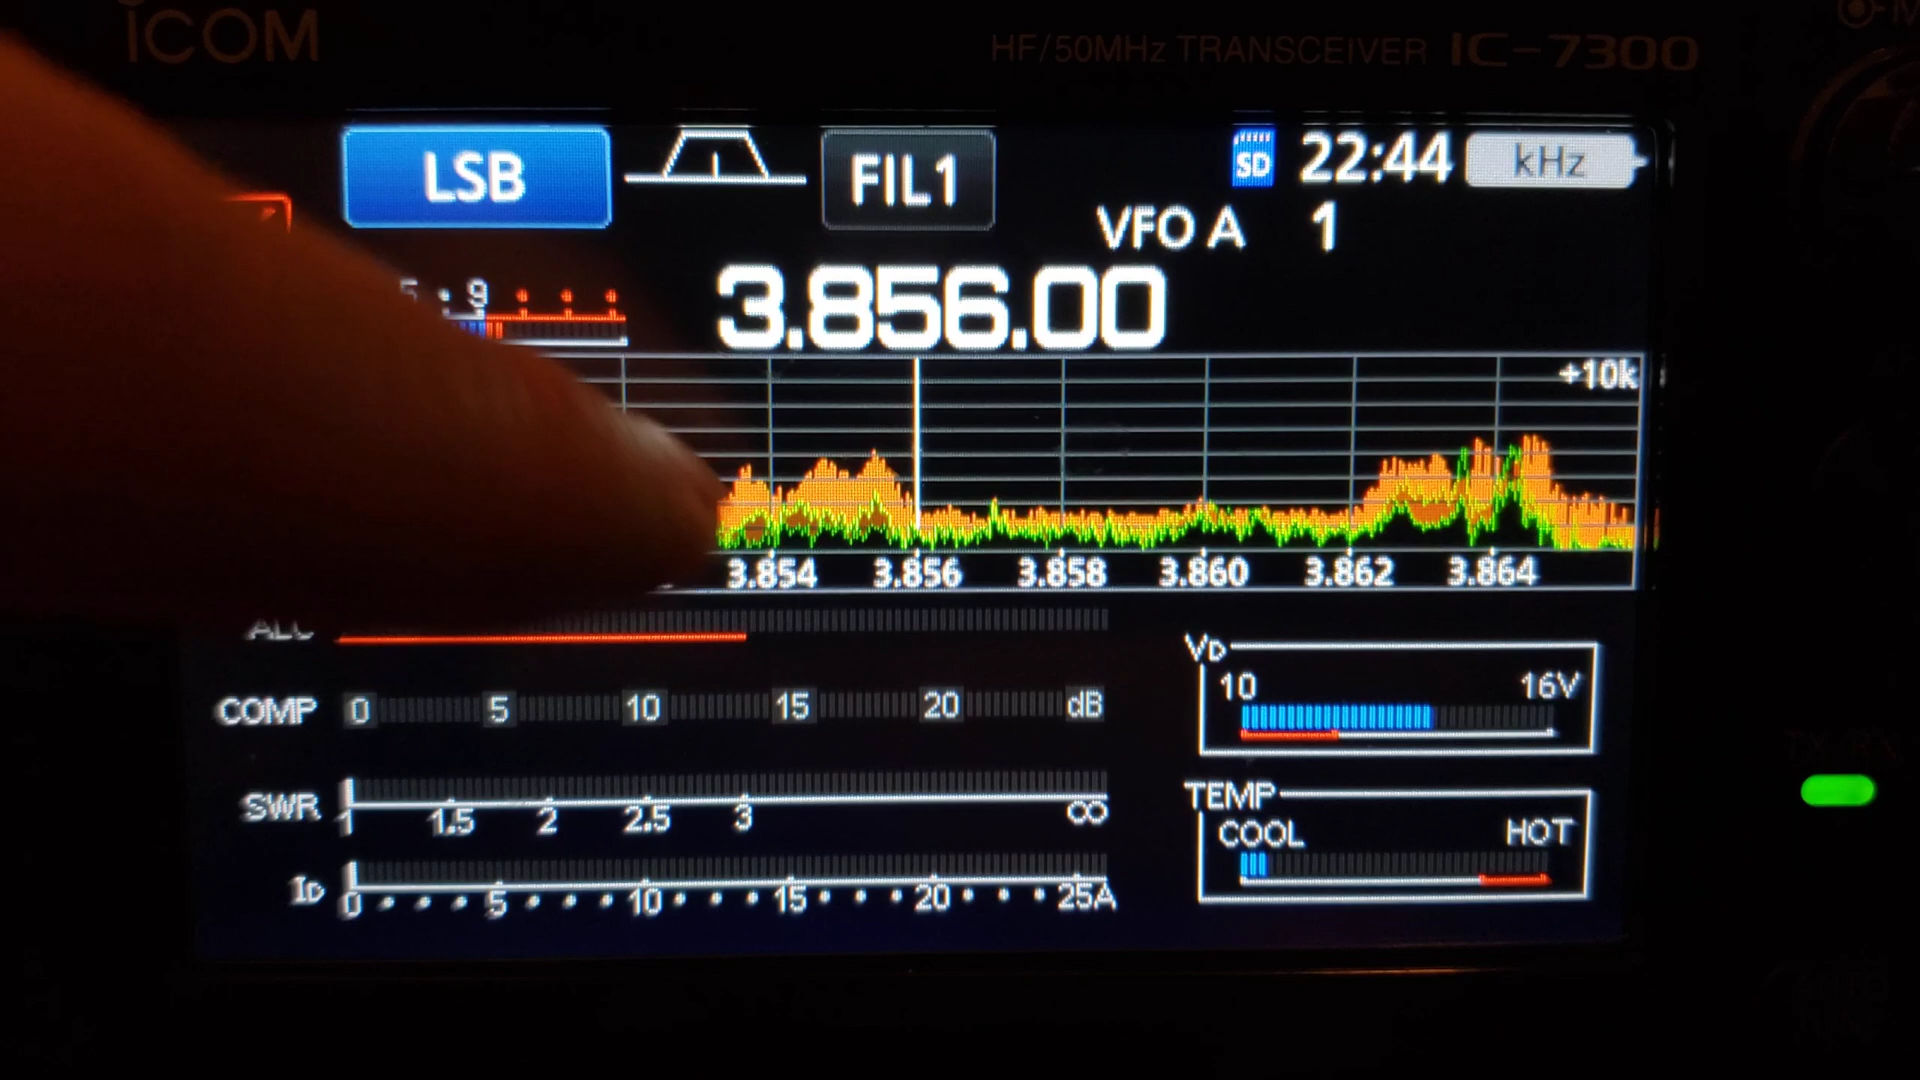 ICOM
HF/50MHz TRANSCEIVER IC-7300
LSB FIL1 SD 22:44 kHz
VFO A 1
3.856.00
9
+10k
3.854 3.856 3.858 3.860 3.862 3.864
ALC
COMP 0 5 10 15 20 dB
SWR 1 1.5 2 2.5 3 ∞
ID 0 5 10 15 20 25A
VD
10 16V
TEMP
COOL HOT